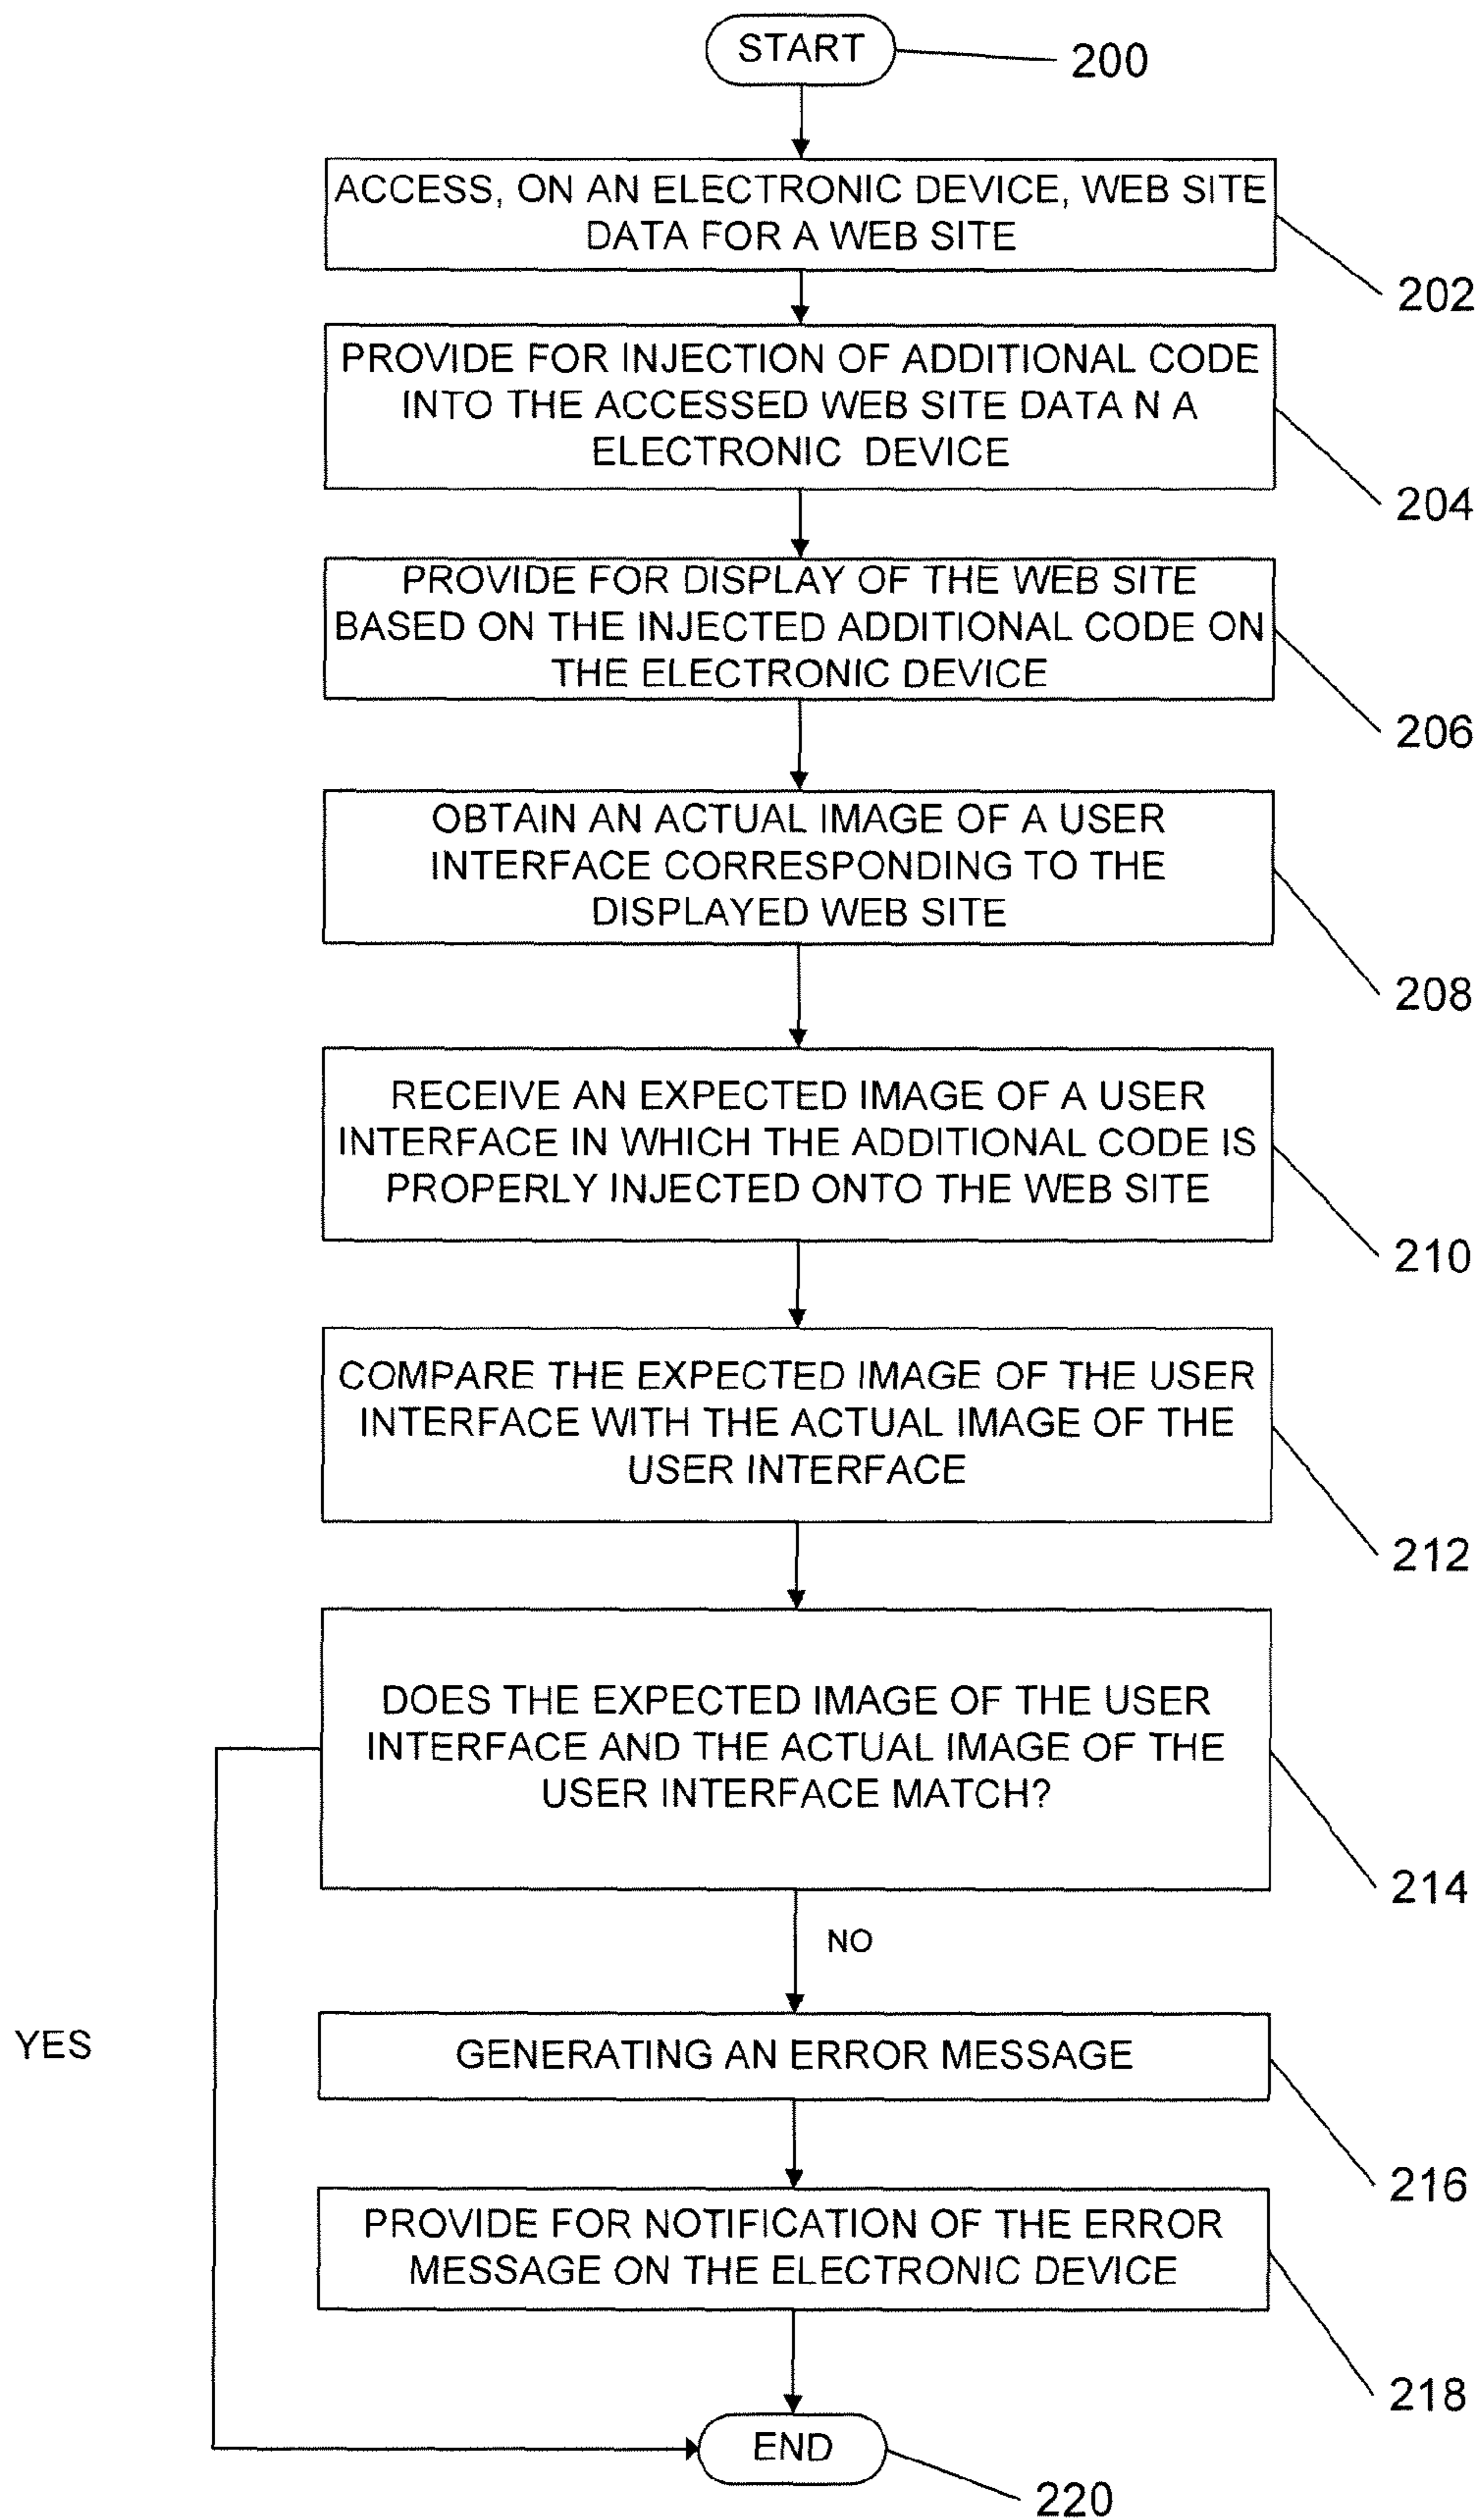 START
200
ACCESS, ON AN ELECTRONIC DEVICE, WEB SITE
DATA FOR A WEB SITE
202
PROVIDE FOR INJECTION OF ADDITIONAL CODE
INTO THE ACCESSED WEB SITE DATA N A
ELECTRONIC DEVICE
204
PROVIDE FOR DISPLAY OF THE WEB SITE
BASED ON THE INJECTED ADDITIONAL CODE ON
THE ELECTRONIC DEVICE
206
OBTAIN AN ACTUAL IMAGE OF A USER
INTERFACE CORRESPONDING TO THE
DISPLAYED WEB SITE
208
RECEIVE AN EXPECTED IMAGE OF A USER
INTERFACE IN WHICH THE ADDITIONAL CODE IS
PROPERLY INJECTED ONTO THE WEB SITE
210
COMPARE THE EXPECTED IMAGE OF THE USER
INTERFACE WITH THE ACTUAL IMAGE OF THE
USER INTERFACE
212
DOES THE EXPECTED IMAGE OF THE USER
INTERFACE AND THE ACTUAL IMAGE OF THE
USER INTERFACE MATCH?
214
NO
YES
GENERATING AN ERROR MESSAGE
216
PROVIDE FOR NOTIFICATION OF THE ERROR
MESSAGE ON THE ELECTRONIC DEVICE
218
END
220